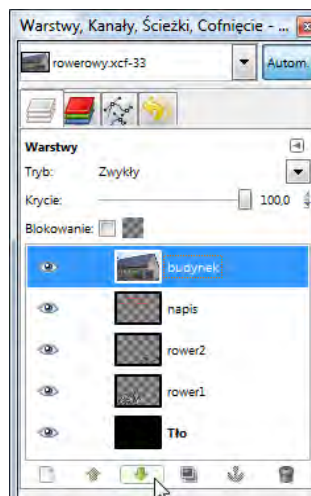 Warstwy, Kanały, Ścieżki, Cofnięcie - ...
rowerowy.xcf-33
Autom.
Warstwy
Tryb: Zwykły
Krycie: 100,0
Blokowanie:
budynek
napis
rower2
rower1
Tło